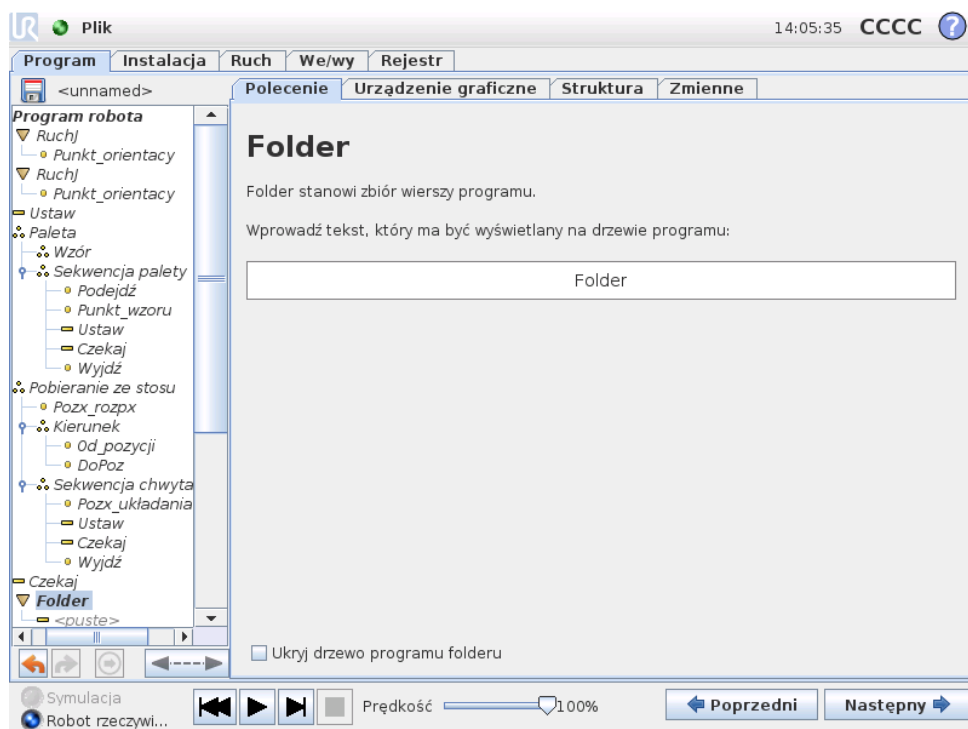 UR Plik 14:05:35 CCCC ?
Program Instalacja Ruch We/wy Rejestr
<unnamed>
Polecenie Urządzenie graficzne Struktura Zmienne
Program robota
RuchJ
Punkt_orientacy
RuchJ
Punkt_orientacy
Ustaw
Paleta
Wzór
Sekwencja palety
Podejdź
Punkt_wzoru
Ustaw
Czekaj
Wyjdź
Pobieranie ze stosu
Pozx_rozpx
Kierunek
Od_pozycji
DoPoz
Sekwencja chwyta
Pozx_układania
Ustaw
Czekaj
Wyjdź
Czekaj
Folder
<puste>
Folder
Folder stanowi zbiór wierszy programu.
Wprowadź tekst, który ma być wyświetlany na drzewie programu:
Folder
Ukryj drzewo programu folderu
Symulacja
Robot rzeczywi...
Prędkość 100%
Poprzedni Następny